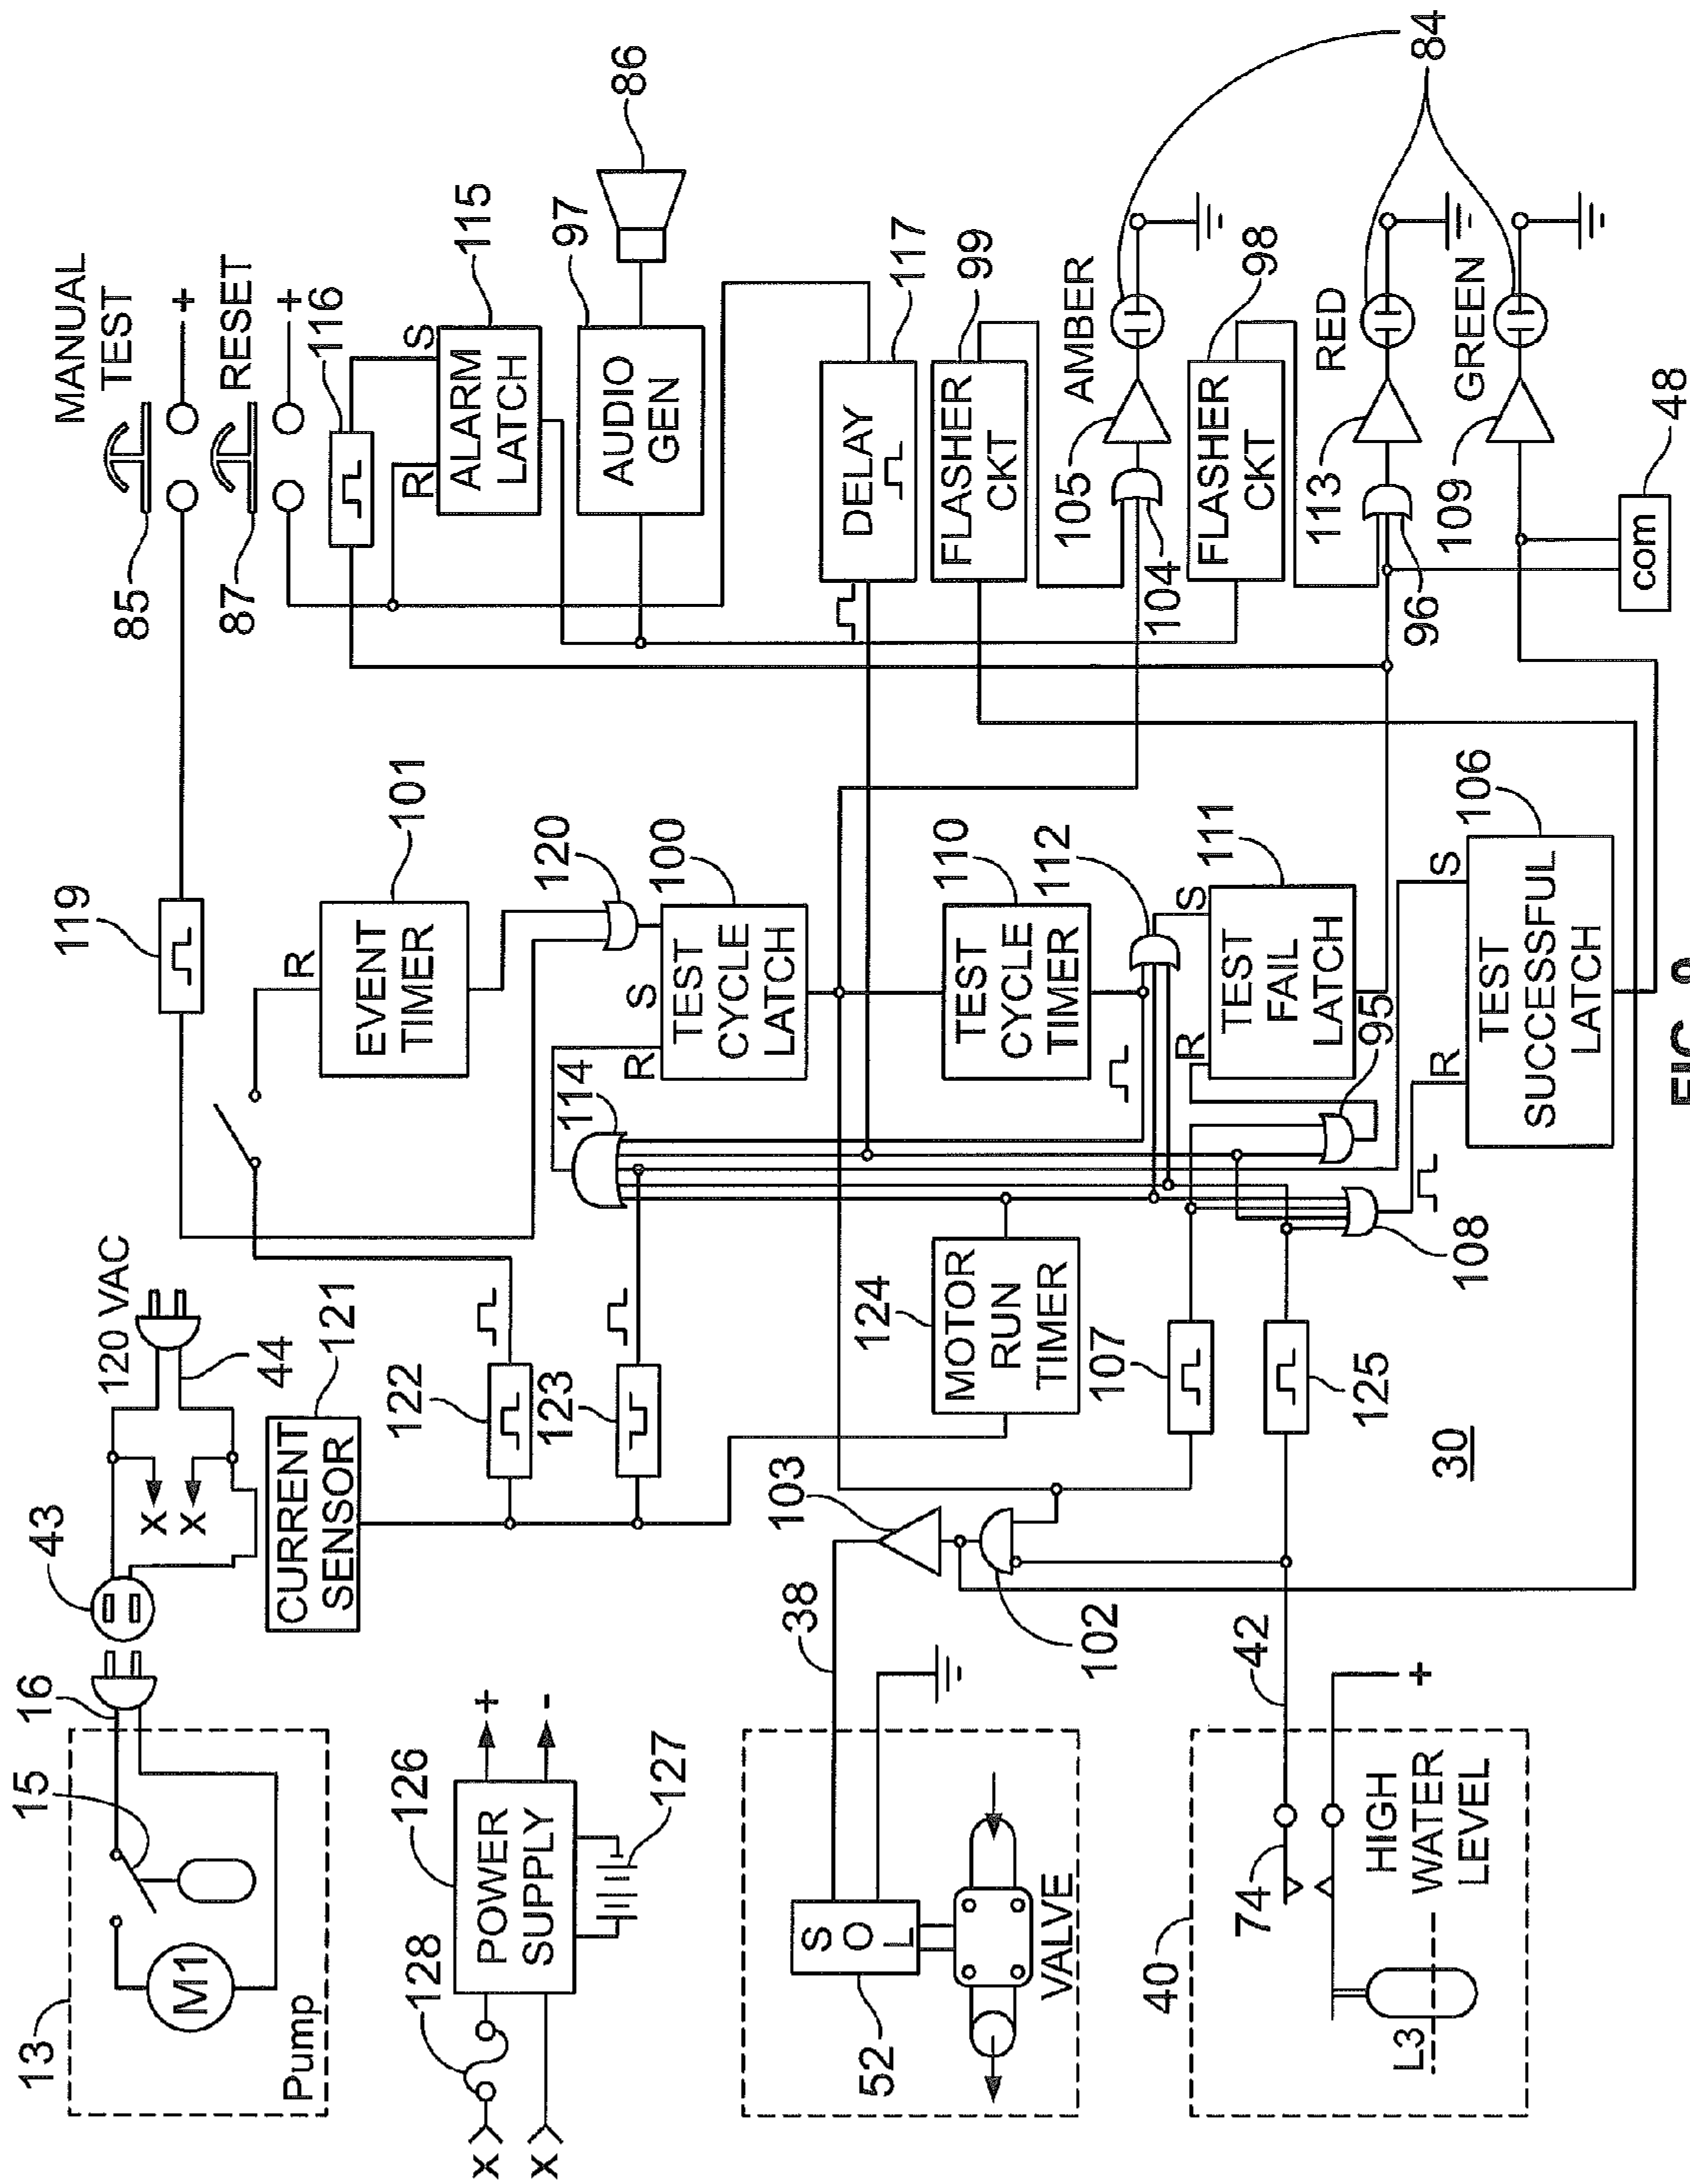 MANUAL
TEST
+
85
RESET
+
87
116
S
R
ALARM
LATCH
115
AUDIO
GEN
97
86
DELAY
117
FLASHER
CKT
99
AMBER
105
104
FLASHER
CKT
98
RED
113
96
GREEN
109
84
com
48
119
R
EVENT
TIMER
101
120
S
R
TEST
CYCLE
LATCH
100
114
TEST
CYCLE
TIMER
110
112
S
R
TEST
FAIL
LATCH
111
95
S
R
TEST
SUCCESSFUL
LATCH
106
108
120 VAC
44
43
X
X
CURRENT
SENSOR
121
122
123
MOTOR
RUN
TIMER
124
107
125
103
102
38
42
30
16
15
13
M1
Pump
126
POWER
SUPPLY
+
-
127
128
X
X
SOL
52
VALVE
40
74
+
HIGH
WATER
LEVEL
L3